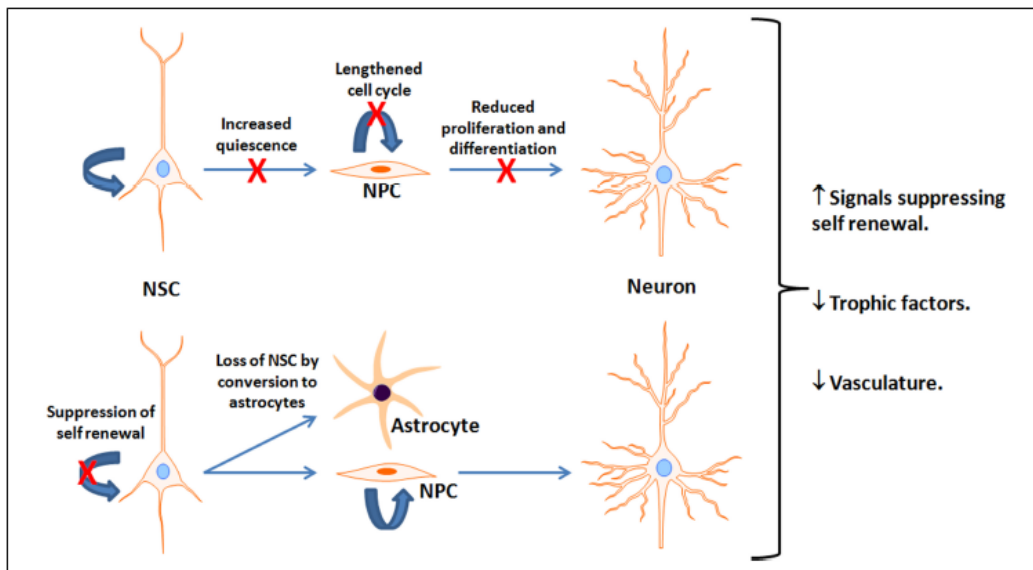 Lengthened
cell cycle
Increased
quiescence
Reduced
proliferation and
differentiation
X
X
X
NPC
NSC
Neuron
↑ Signals suppressing
self renewal.
↓ Trophic factors.
↓ Vasculature.
Loss of NSC by
conversion to
astrocytes
Suppression of
self renewal
X
Astrocyte
NPC